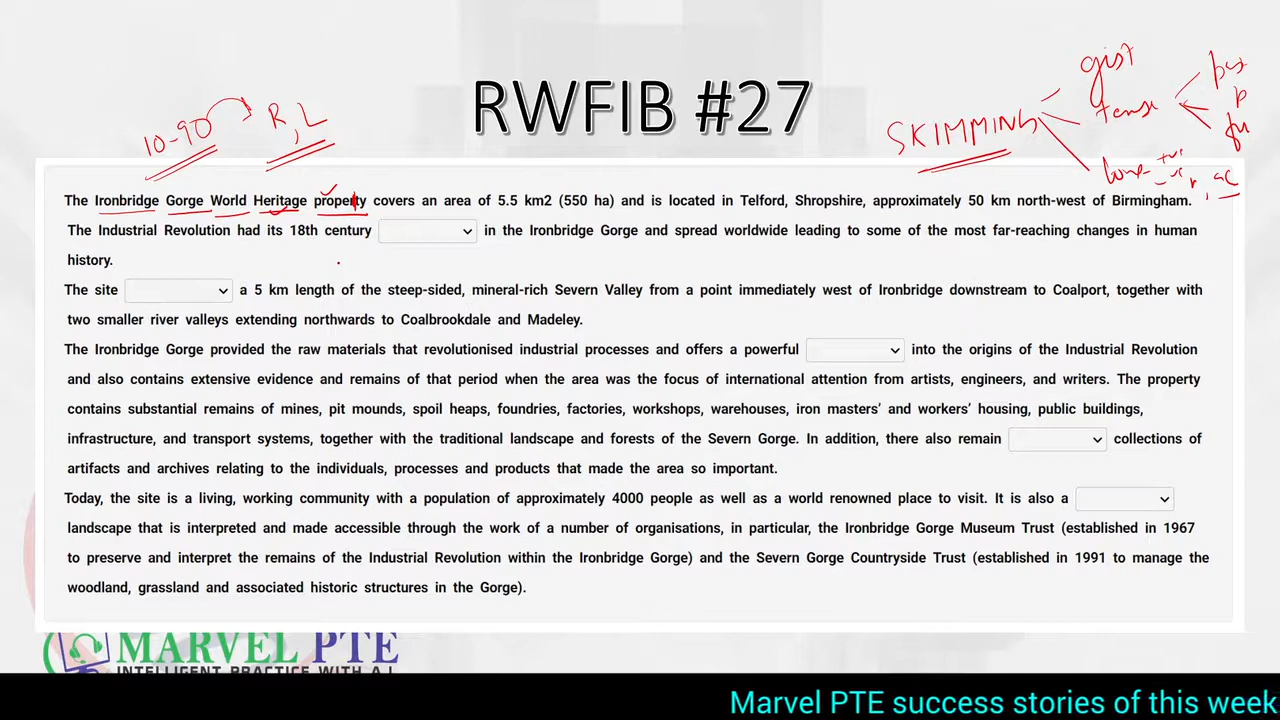 RWFIB #27
10-90
R, L
SKIMMING
gist
tense
The Ironbridge Gorge World Heritage property covers an area of 5.5 km2 (550 ha) and is located in Telford, Shropshire, approximately 50 km north-west of Birmingham.
The Industrial Revolution had its 18th century in the Ironbridge Gorge and spread worldwide leading to some of the most far-reaching changes in human
history.
The site a 5 km length of the steep-sided, mineral-rich Severn Valley from a point immediately west of Ironbridge downstream to Coalport, together with
two smaller river valleys extending northwards to Coalbrookdale and Madeley.
The Ironbridge Gorge provided the raw materials that revolutionised industrial processes and offers a powerful into the origins of the Industrial Revolution
and also contains extensive evidence and remains of that period when the area was the focus of international attention from artists, engineers, and writers. The property
contains substantial remains of mines, pit mounds, spoil heaps, foundries, factories, workshops, warehouses, iron masters’ and workers’ housing, public buildings,
infrastructure, and transport systems, together with the traditional landscape and forests of the Severn Gorge. In addition, there also remain collections of
artifacts and archives relating to the individuals, processes and products that made the area so important.
Today, the site is a living, working community with a population of approximately 4000 people as well as a world renowned place to visit. It is also a
landscape that is interpreted and made accessible through the work of a number of organisations, in particular, the Ironbridge Gorge Museum Trust (established in 1967
to preserve and interpret the remains of the Industrial Revolution within the Ironbridge Gorge) and the Severn Gorge Countryside Trust (established in 1991 to manage the
woodland, grassland and associated historic structures in the Gorge).
MARVEL PTE
INTELLIGENT PRACTICE WITH A.I
Marvel PTE success stories of this week